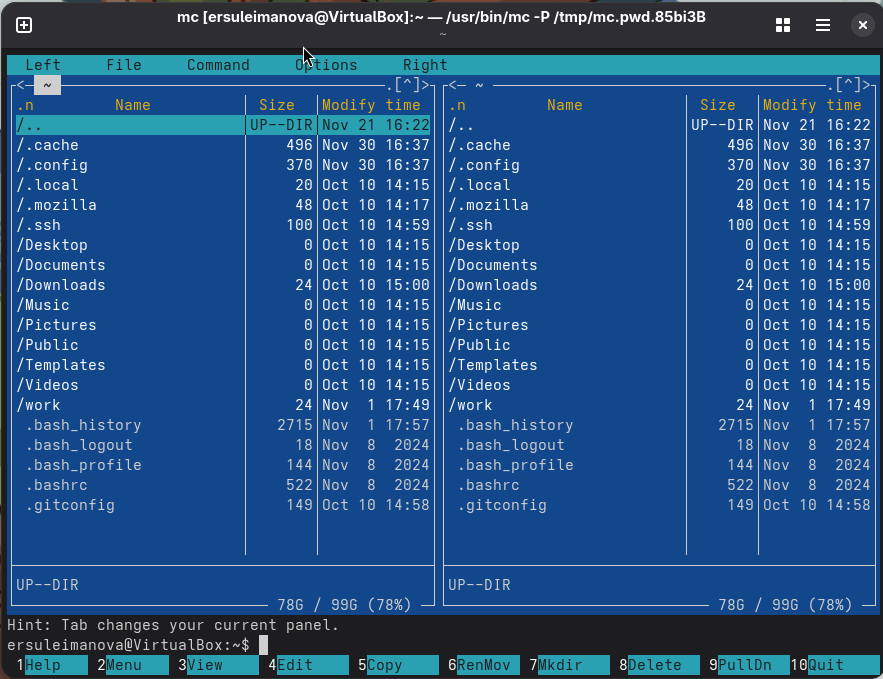 mc [ersuleimanova@VirtualBox]:~ — /usr/bin/mc -P /tmp/mc.pwd.85bi3B
~
Left File Command Options Right
<─ ~ ─.[^]>┐ <─ ~ ─.[^]>┐
.n Name │ Size │Modify time .n Name │ Size │Modify time
/.. │UP--DIR│Nov 21 16:22 /.. │UP--DIR│Nov 21 16:22
/.cache │ 496│Nov 30 16:37 /.cache │ 496│Nov 30 16:37
/.config │ 370│Nov 30 16:37 /.config │ 370│Nov 30 16:37
/.local │ 20│Oct 10 14:15 /.local │ 20│Oct 10 14:15
/.mozilla │ 48│Oct 10 14:17 /.mozilla │ 48│Oct 10 14:17
/.ssh │ 100│Oct 10 14:59 /.ssh │ 100│Oct 10 14:59
/Desktop │ 0│Oct 10 14:15 /Desktop │ 0│Oct 10 14:15
/Documents │ 0│Oct 10 14:15 /Documents │ 0│Oct 10 14:15
/Downloads │ 24│Oct 10 15:00 /Downloads │ 24│Oct 10 15:00
/Music │ 0│Oct 10 14:15 /Music │ 0│Oct 10 14:15
/Pictures │ 0│Oct 10 14:15 /Pictures │ 0│Oct 10 14:15
/Public │ 0│Oct 10 14:15 /Public │ 0│Oct 10 14:15
/Templates │ 0│Oct 10 14:15 /Templates │ 0│Oct 10 14:15
/Videos │ 0│Oct 10 14:15 /Videos │ 0│Oct 10 14:15
/work │ 24│Nov 1 17:49 /work │ 24│Nov 1 17:49
.bash_history │ 2715│Nov 1 17:57 .bash_history │ 2715│Nov 1 17:57
.bash_logout │ 18│Nov 8 2024 .bash_logout │ 18│Nov 8 2024
.bash_profile │ 144│Nov 8 2024 .bash_profile │ 144│Nov 8 2024
.bashrc │ 522│Nov 8 2024 .bashrc │ 522│Nov 8 2024
.gitconfig │ 149│Oct 10 14:58 .gitconfig │ 149│Oct 10 14:58
UP--DIR UP--DIR
78G / 99G (78%) 78G / 99G (78%)
Hint: Tab changes your current panel.
ersuleimanova@VirtualBox:~$
1Help 2Menu 3View 4Edit 5Copy 6RenMov 7Mkdir 8Delete 9PullDn 10Quit